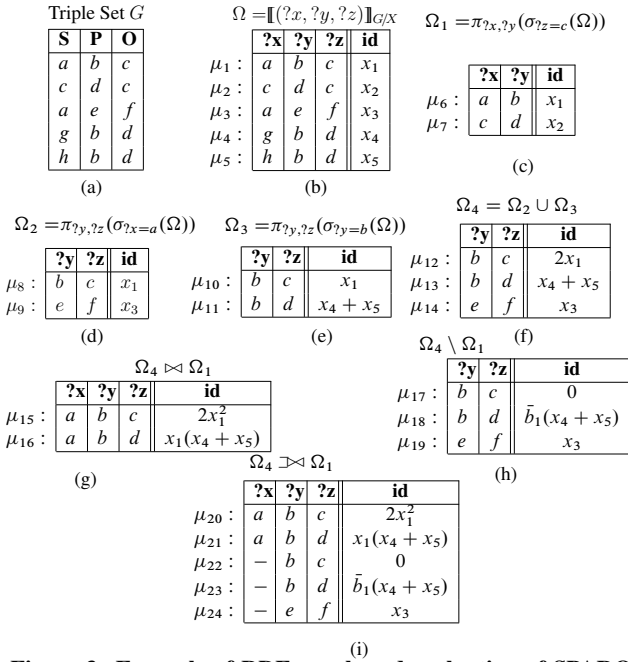 Triple Set G
S P O
a b c
c d c
a e f
g b d
h b d
(a)
Ω =⟦(?x, ?y, ?z)⟧G/X
?x ?y ?z id
μ1 : a b c x1
μ2 : c d c x2
μ3 : a e f x3
μ4 : g b d x4
μ5 : h b d x5
(b)
Ω1 =π?x,?y(σ?z=c(Ω))
?x ?y id
μ6 : a b x1
μ7 : c d x2
(c)
Ω2 =π?y,?z(σ?x=a(Ω))
?y ?z id
μ8 : b c x1
μ9 : e f x3
(d)
Ω3 =π?y,?z(σ?y=b(Ω))
?y ?z id
μ10 : b c x1
μ11 : b d x4 + x5
(e)
Ω4 = Ω2 ∪ Ω3
?y ?z id
μ12 : b c 2x1
μ13 : b d x4 + x5
μ14 : e f x3
(f)
Ω4 ⋈ Ω1
?x ?y ?z id
μ15 : a b c 2x1²
μ16 : a b d x1(x4 + x5)
(g)
Ω4 \ Ω1
?y ?z id
μ17 : b c 0
μ18 : b d b̄1(x4 + x5)
μ19 : e f x3
(h)
Ω4 ⟕ Ω1
?x ?y ?z id
μ20 : a b c 2x1²
μ21 : a b d x1(x4 + x5)
μ22 : − b c 0
μ23 : − b d b̄1(x4 + x5)
μ24 : − e f x3
(i)